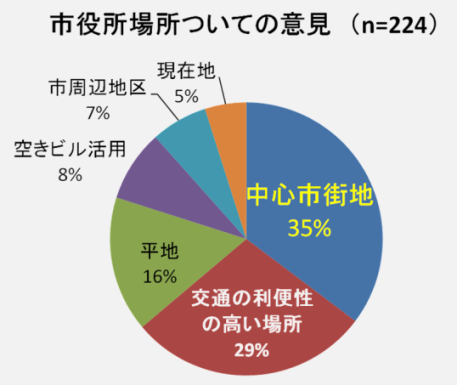 市役所場所ついての意見 （n=224）
現在地
5%
市周辺地区
7%
空きビル活用
8%
中心市街地
35%
平地
16%
交通の利便性
の高い場所
29%